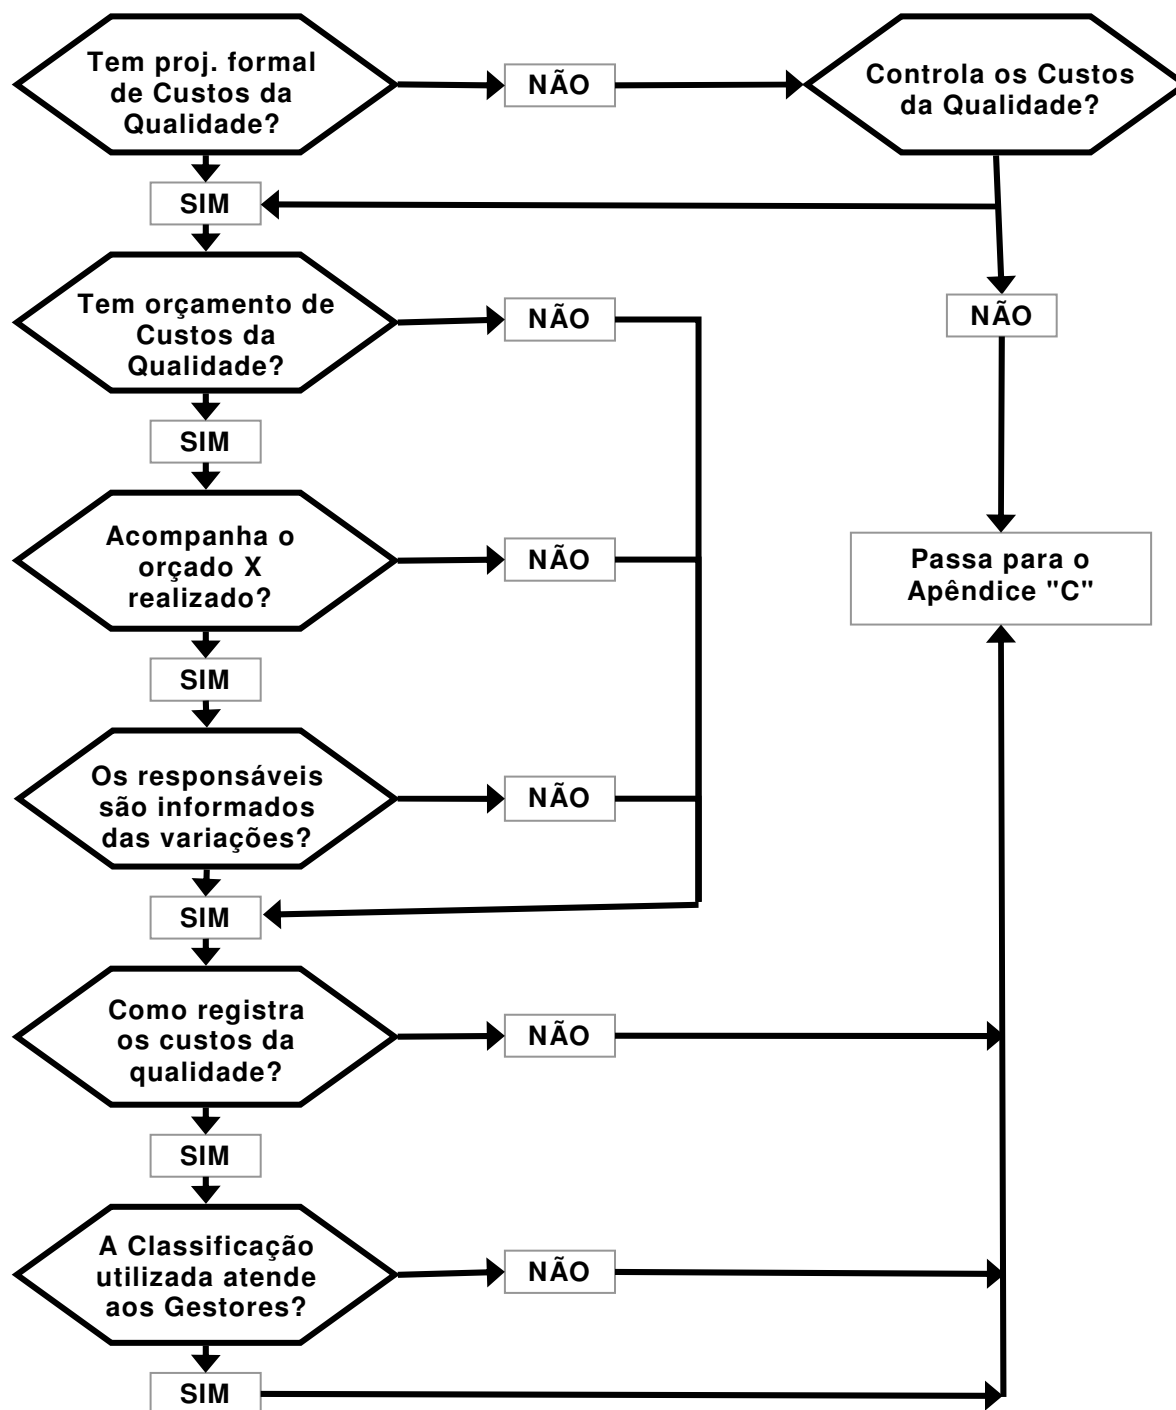 Tem proj. formal
de Custos da
Qualidade?
NÃO
Controla os Custos
da Qualidade?
SIM
Tem orçamento de
Custos da
Qualidade?
NÃO
NÃO
SIM
Acompanha o
orçado X
realizado?
NÃO
Passa para o
Apêndice "C"
SIM
Os responsáveis
são informados
das variações?
NÃO
SIM
Como registra
os custos da
qualidade?
NÃO
SIM
A Classificação
utilizada atende
aos Gestores?
NÃO
SIM